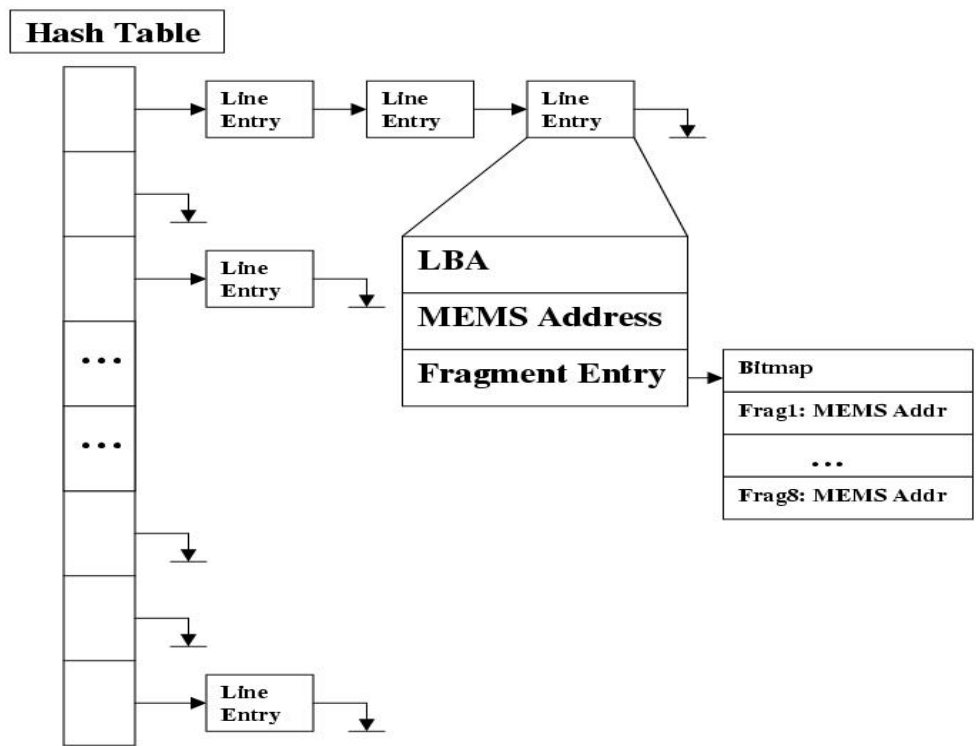 Hash Table
Line
Entry
Line
Entry
Line
Entry
LBA
Line
Entry
MEMS Address
...
Fragment Entry
Bitmap
Frag1: MEMS Addr
...
...
Frag8: MEMS Addr
Line
Entry